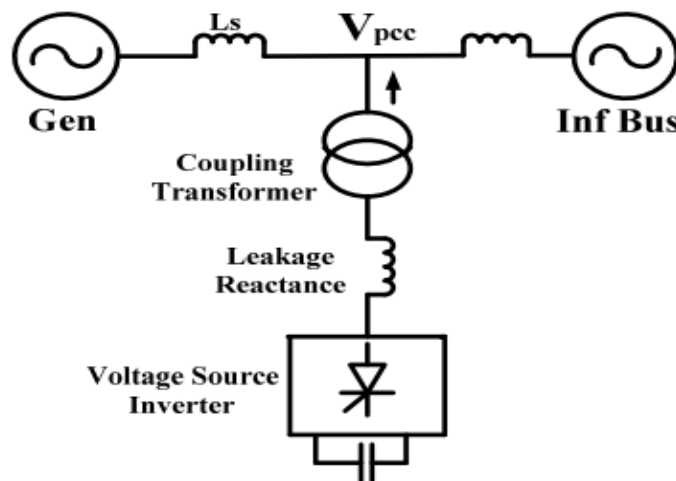 Ls
Vpcc
Gen
Inf Bus
Coupling
Transformer
Leakage
Reactance
Voltage Source
Inverter